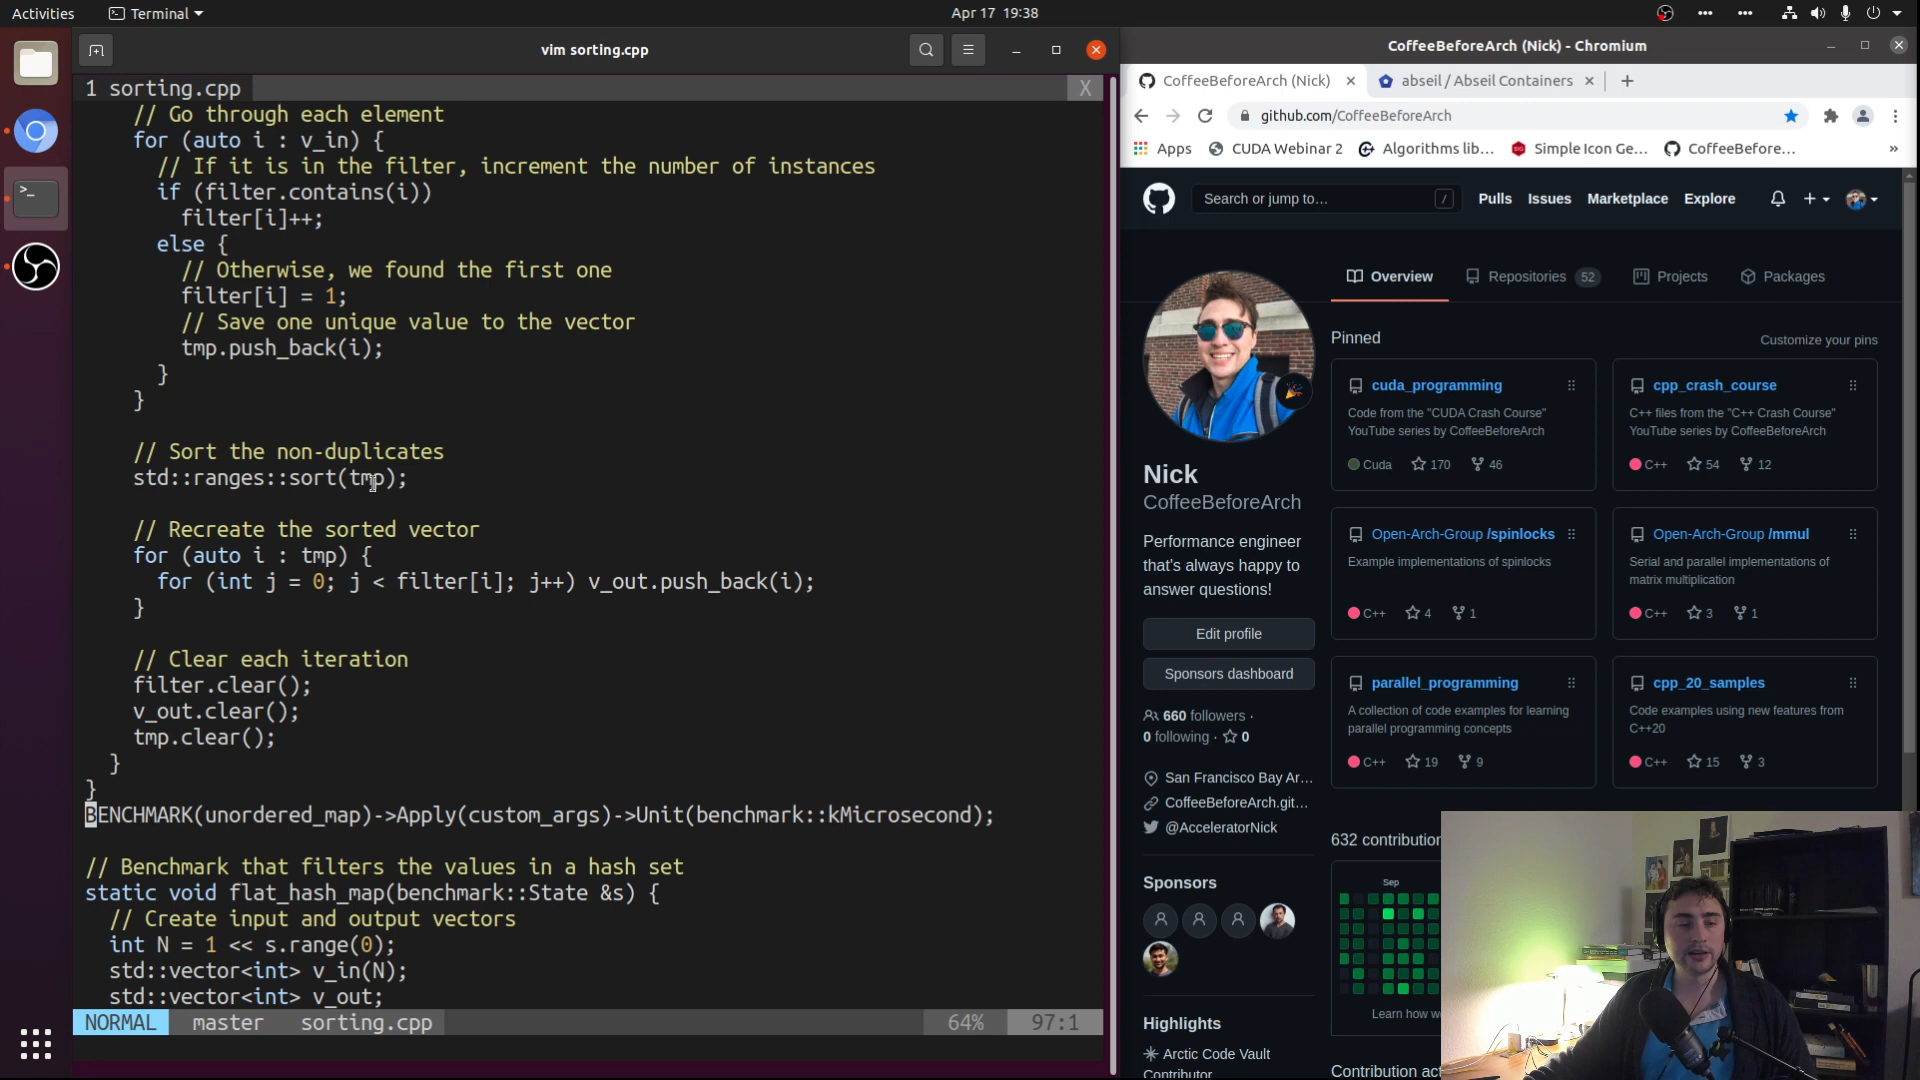 Activities
Terminal
Apr 17 19:38
vim sorting.cpp
1 sorting.cpp
X
// Go through each element
for (auto i : v_in) {
// If it is in the filter, increment the number of instances
if (filter.contains(i))
filter[i]++;
else {
// Otherwise, we found the first one
filter[i] = 1;
// Save one unique value to the vector
tmp.push_back(i);
}
}
// Sort the non-duplicates
std::ranges::sort(tmp);
// Recreate the sorted vector
for (auto i : tmp) {
for (int j = 0; j < filter[i]; j++) v_out.push_back(i);
}
// Clear each iteration
filter.clear();
v_out.clear();
tmp.clear();
}
}
BENCHMARK(unordered_map)->Apply(custom_args)->Unit(benchmark::kMicrosecond);
// Benchmark that filters the values in a hash set
static void flat_hash_map(benchmark::State &s) {
// Create input and output vectors
int N = 1 << s.range(0);
std::vector<int> v_in(N);
std::vector<int> v_out;
NORMAL master sorting.cpp 64% 97:1
CoffeeBeforeArch (Nick) - Chromium
CoffeeBeforeArch (Nick)
abseil / Abseil Containers
github.com/CoffeeBeforeArch
Apps
CUDA Webinar 2
Algorithms lib...
Simple Icon Ge...
CoffeeBefore...
»
Search or jump to...
/
Pulls
Issues
Marketplace
Explore
Overview
Repositories 52
Projects
Packages
Nick
CoffeeBeforeArch
Performance engineer
that's always happy to
answer questions!
Edit profile
Sponsors dashboard
660 followers ·
0 following · 0
San Francisco Bay Ar...
CoffeeBeforeArch.git...
@AcceleratorNick
Sponsors
Highlights
Arctic Code Vault
Contributor
Pinned
Customize your pins
cuda_programming
Code from the "CUDA Crash Course"
YouTube series by CoffeeBeforeArch
Cuda 170 46
cpp_crash_course
C++ files from the "C++ Crash Course"
YouTube series by CoffeeBeforeArch
C++ 54 12
Open-Arch-Group /spinlocks
Example implementations of spinlocks
C++ 4 1
Open-Arch-Group /mmul
Serial and parallel implementations of
matrix multiplication
C++ 3 1
parallel_programming
A collection of code examples for learning
parallel programming concepts
C++ 19 9
cpp_20_samples
Code examples using new features from
C++20
C++ 15 3
632 contribution
Sep
Learn how w
Contribution act